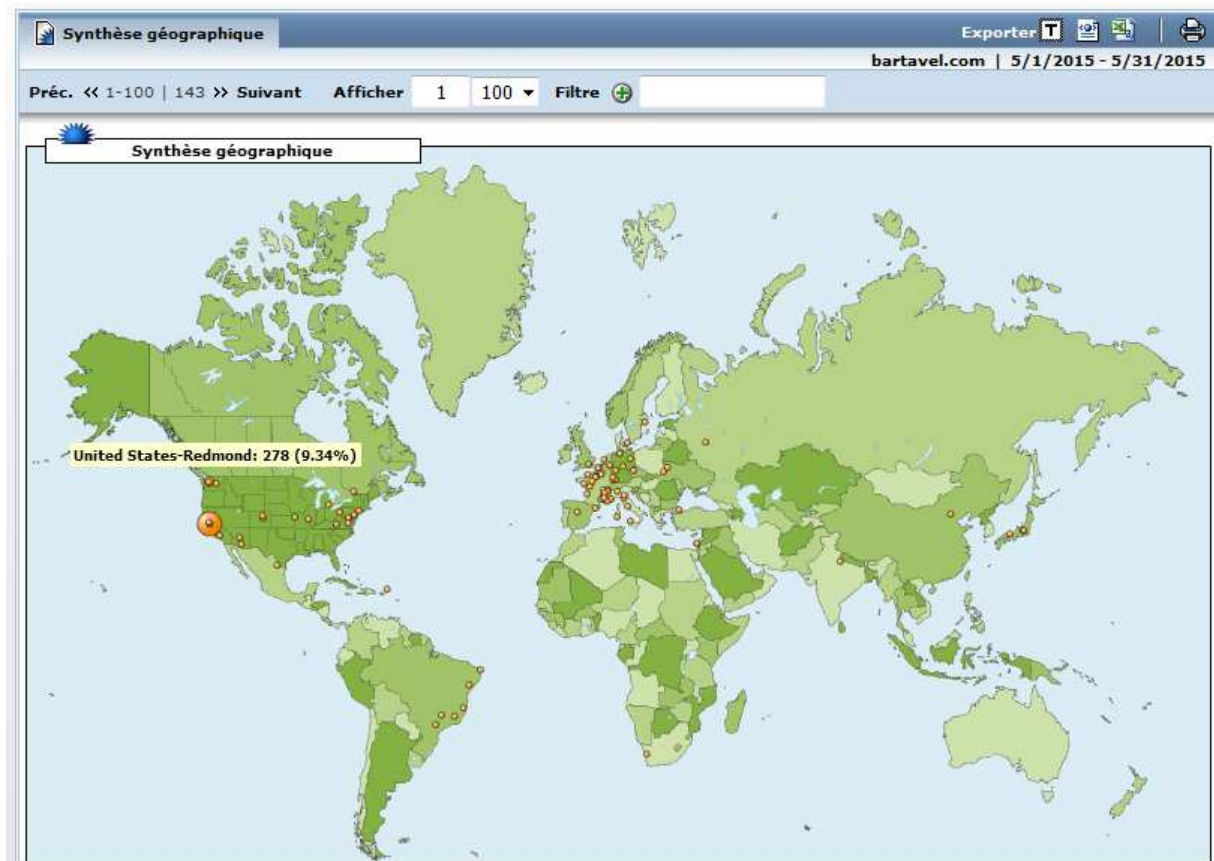 Synthèse géographique
Exporter T
bartavel.com | 5/1/2015 - 5/31/2015
Préc. << 1-100 | 143 >> Suivant Afficher 1 100 Filtre
Synthèse géographique
United States-Redmond: 278 (9.34%)